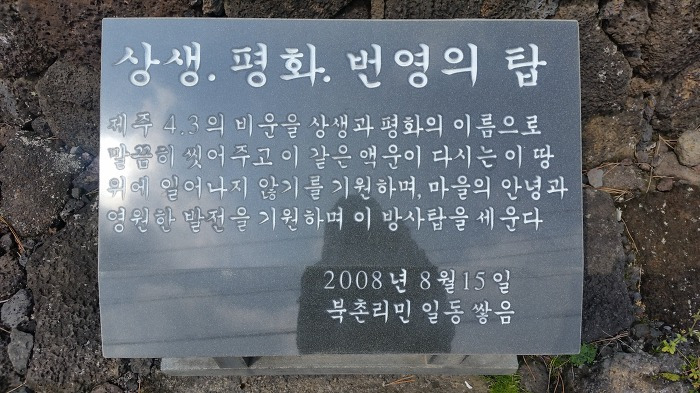 상생. 평화. 번영의 탑
제주 4.3의 비운을 상생과 평화의 이름으로
말끔히 씻어주고 이 같은 액운이 다시는 이 땅
위에 일어나지 않기를 기원하며, 마을의 안녕과
영원한 발전을 기원하며 이 방사탑을 세운다
2008년 8월 15일
북촌리민 일동 쌓음